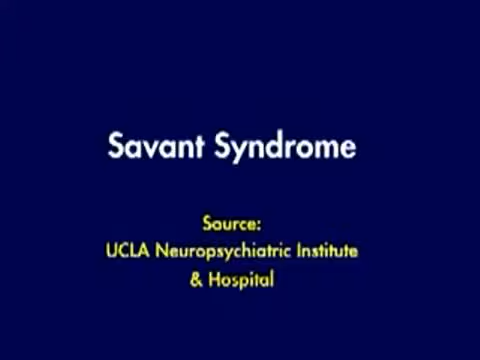 Savant Syndrome
Source:
UCLA Neuropsychiatric Institute
& Hospital